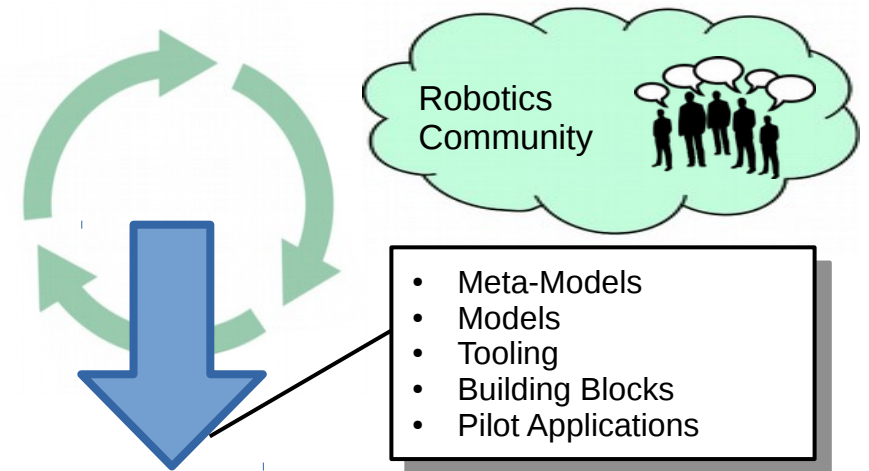 Robotics
Community
• Meta-Models
• Models
• Tooling
• Building Blocks
• Pilot Applications